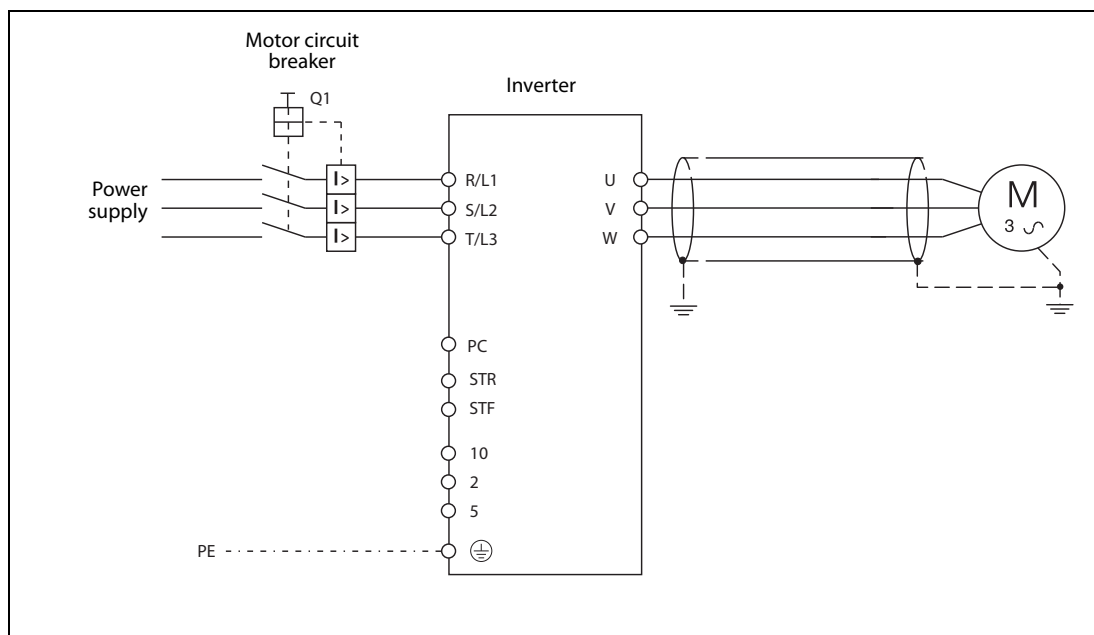 Motor circuit
breaker
Q1
Inverter
Power
supply
I>
I>
I>
R/L1
S/L2
T/L3
U
V
W
M
3
PC
STR
STF
10
2
5
PE